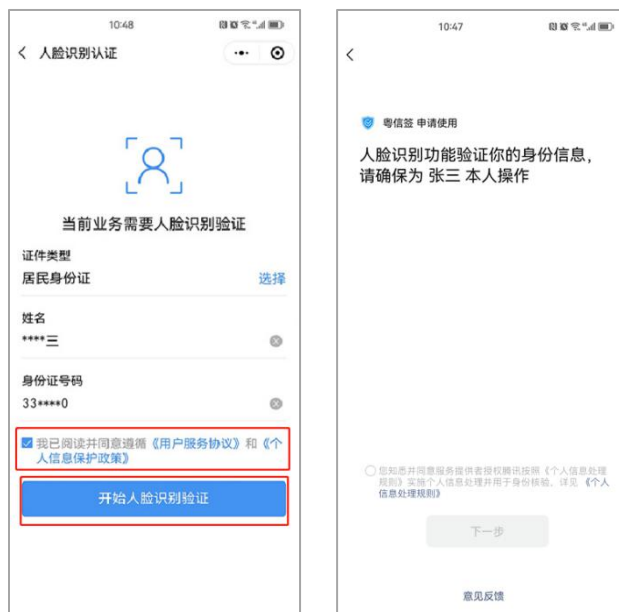 10:48
人脸识别认证
当前业务需要人脸识别验证
证件类型
居民身份证
选择
姓名
****三
身份证号码
33****0
我已阅读并同意遵循《用户服务协议》和《个
人信息保护政策》
开始人脸识别验证
10:47
粤信签 申请使用
人脸识别功能验证你的身份信息，
请确保为 张三 本人操作
您知悉并同意服务提供者授权腾讯按照《个人信息处理
规则》实施个人信息处理并用于身份核验。详见 《个人
信息处理规则》
下一步
意见反馈